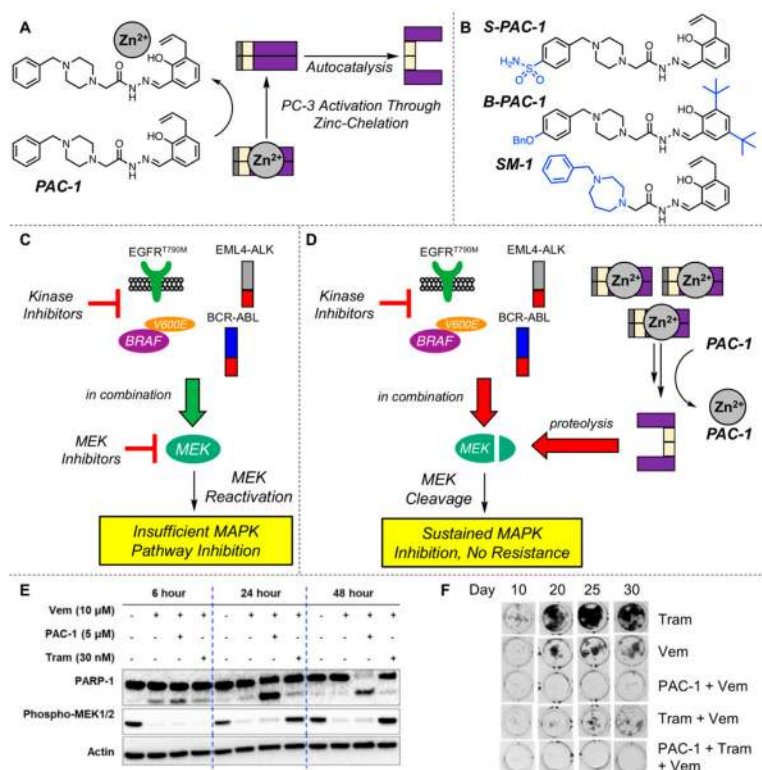 A
Zn2+
OH
N
N
O
N
H
N
PAC-1
Autocatalysis
PC-3 Activation Through
Zinc-Chelation
Zn2+
B
S-PAC-1
H2N
S
O
O
B-PAC-1
BnO
SM-1
C
EGFRT790M
EML4-ALK
Kinase
Inhibitors
V600E
BRAF
BCR-ABL
in combination
MEK
Inhibitors
MEK
MEK
Reactivation
Insufficient MAPK
Pathway Inhibition
D
EGFRT790M
EML4-ALK
Kinase
Inhibitors
V600E
BRAF
BCR-ABL
Zn2+
Zn2+
Zn2+
PAC-1
Zn2+
PAC-1
in combination
proteolysis
MEK
MEK
Cleavage
Sustained MAPK
Inhibition, No Resistance
E
6 hour 24 hour 48 hour
Vem (10 µM) - + + + - + + + - + + +
PAC-1 (5 µM) - - + - - - + - - - + -
Tram (30 nM) - - - + - - - + - - - +
PARP-1
Phospho-MEK1/2
Actin
F
Day 10 20 25 30
Tram
Vem
PAC-1 + Vem
Tram + Vem
PAC-1 + Tram
+ Vem